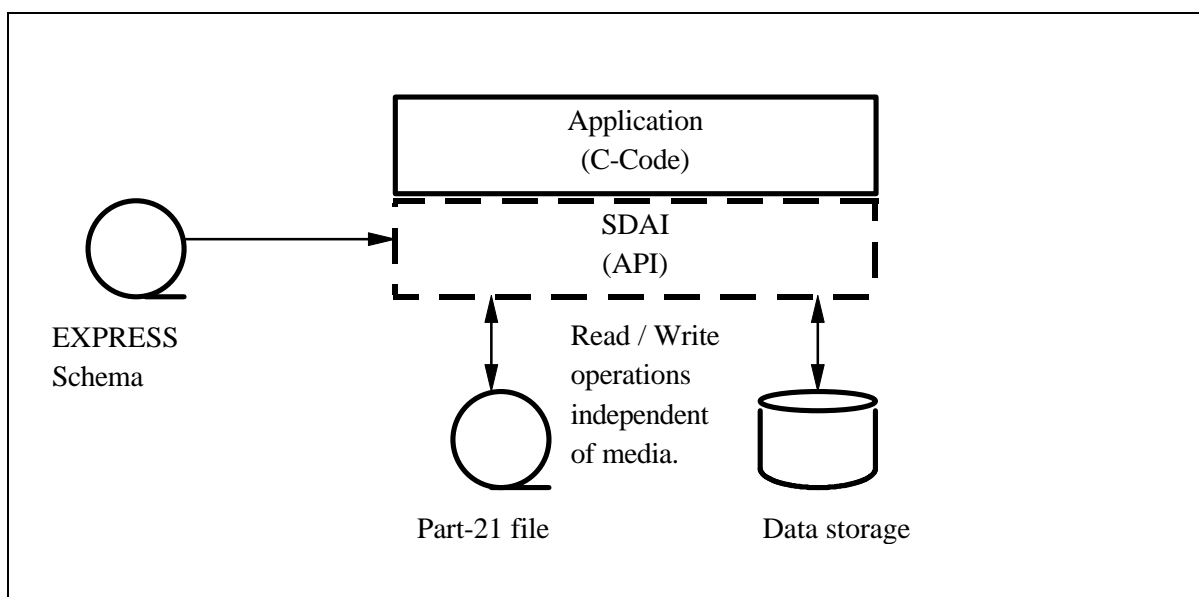 Application
(C-Code)
SDAI
(API)
EXPRESS
Schema
Read / Write
operations
independent
of media.
Part-21 file
Data storage